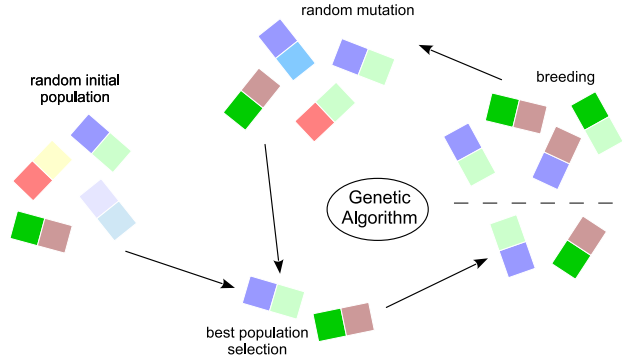 random mutation
random initial
population
breeding
Genetic
Algorithm
best population
selection